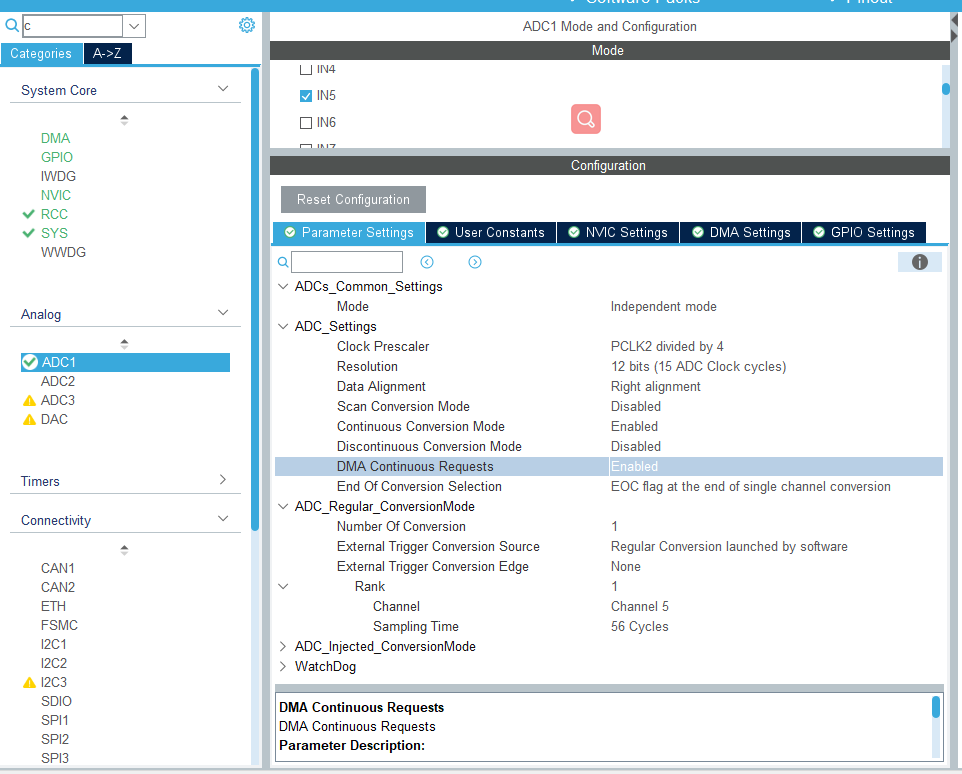 Software Packs
Pinout
c
Categories
A->Z
System Core
DMA
GPIO
IWDG
NVIC
RCC
SYS
WWDG
Analog
ADC1
ADC2
ADC3
DAC
Timers
Connectivity
CAN1
CAN2
ETH
FSMC
I2C1
I2C2
I2C3
SDIO
SPI1
SPI2
SPI3
ADC1 Mode and Configuration
Mode
IN4
IN5
IN6
IN7
Configuration
Reset Configuration
Parameter Settings
User Constants
NVIC Settings
DMA Settings
GPIO Settings
ADCs_Common_Settings
Mode Independent mode
ADC_Settings
Clock Prescaler PCLK2 divided by 4
Resolution 12 bits (15 ADC Clock cycles)
Data Alignment Right alignment
Scan Conversion Mode Disabled
Continuous Conversion Mode Enabled
Discontinuous Conversion Mode Disabled
DMA Continuous Requests Enabled
End Of Conversion Selection EOC flag at the end of single channel conversion
ADC_Regular_ConversionMode
Number Of Conversion 1
External Trigger Conversion Source Regular Conversion launched by software
External Trigger Conversion Edge None
Rank 1
Channel Channel 5
Sampling Time 56 Cycles
ADC_Injected_ConversionMode
WatchDog
DMA Continuous Requests
DMA Continuous Requests
Parameter Description: